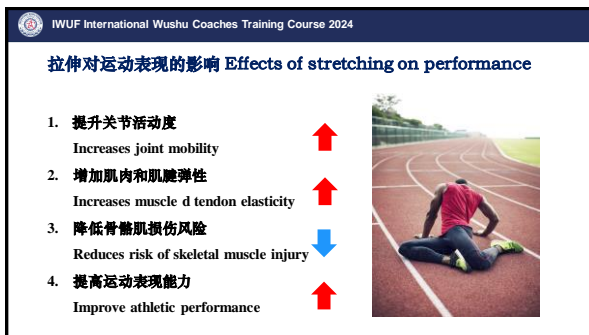 IWUF International Wushu Coaches Training Course 2024
拉伸对运动表现的影响 Effects of stretching on performance
1. 提升关节活动度
Increases joint mobility
2. 增加肌肉和肌腱弹性
Increases muscle d tendon elasticity
3. 降低骨骼肌损伤风险
Reduces risk of skeletal muscle injury
4. 提高运动表现能力
Improve athletic performance